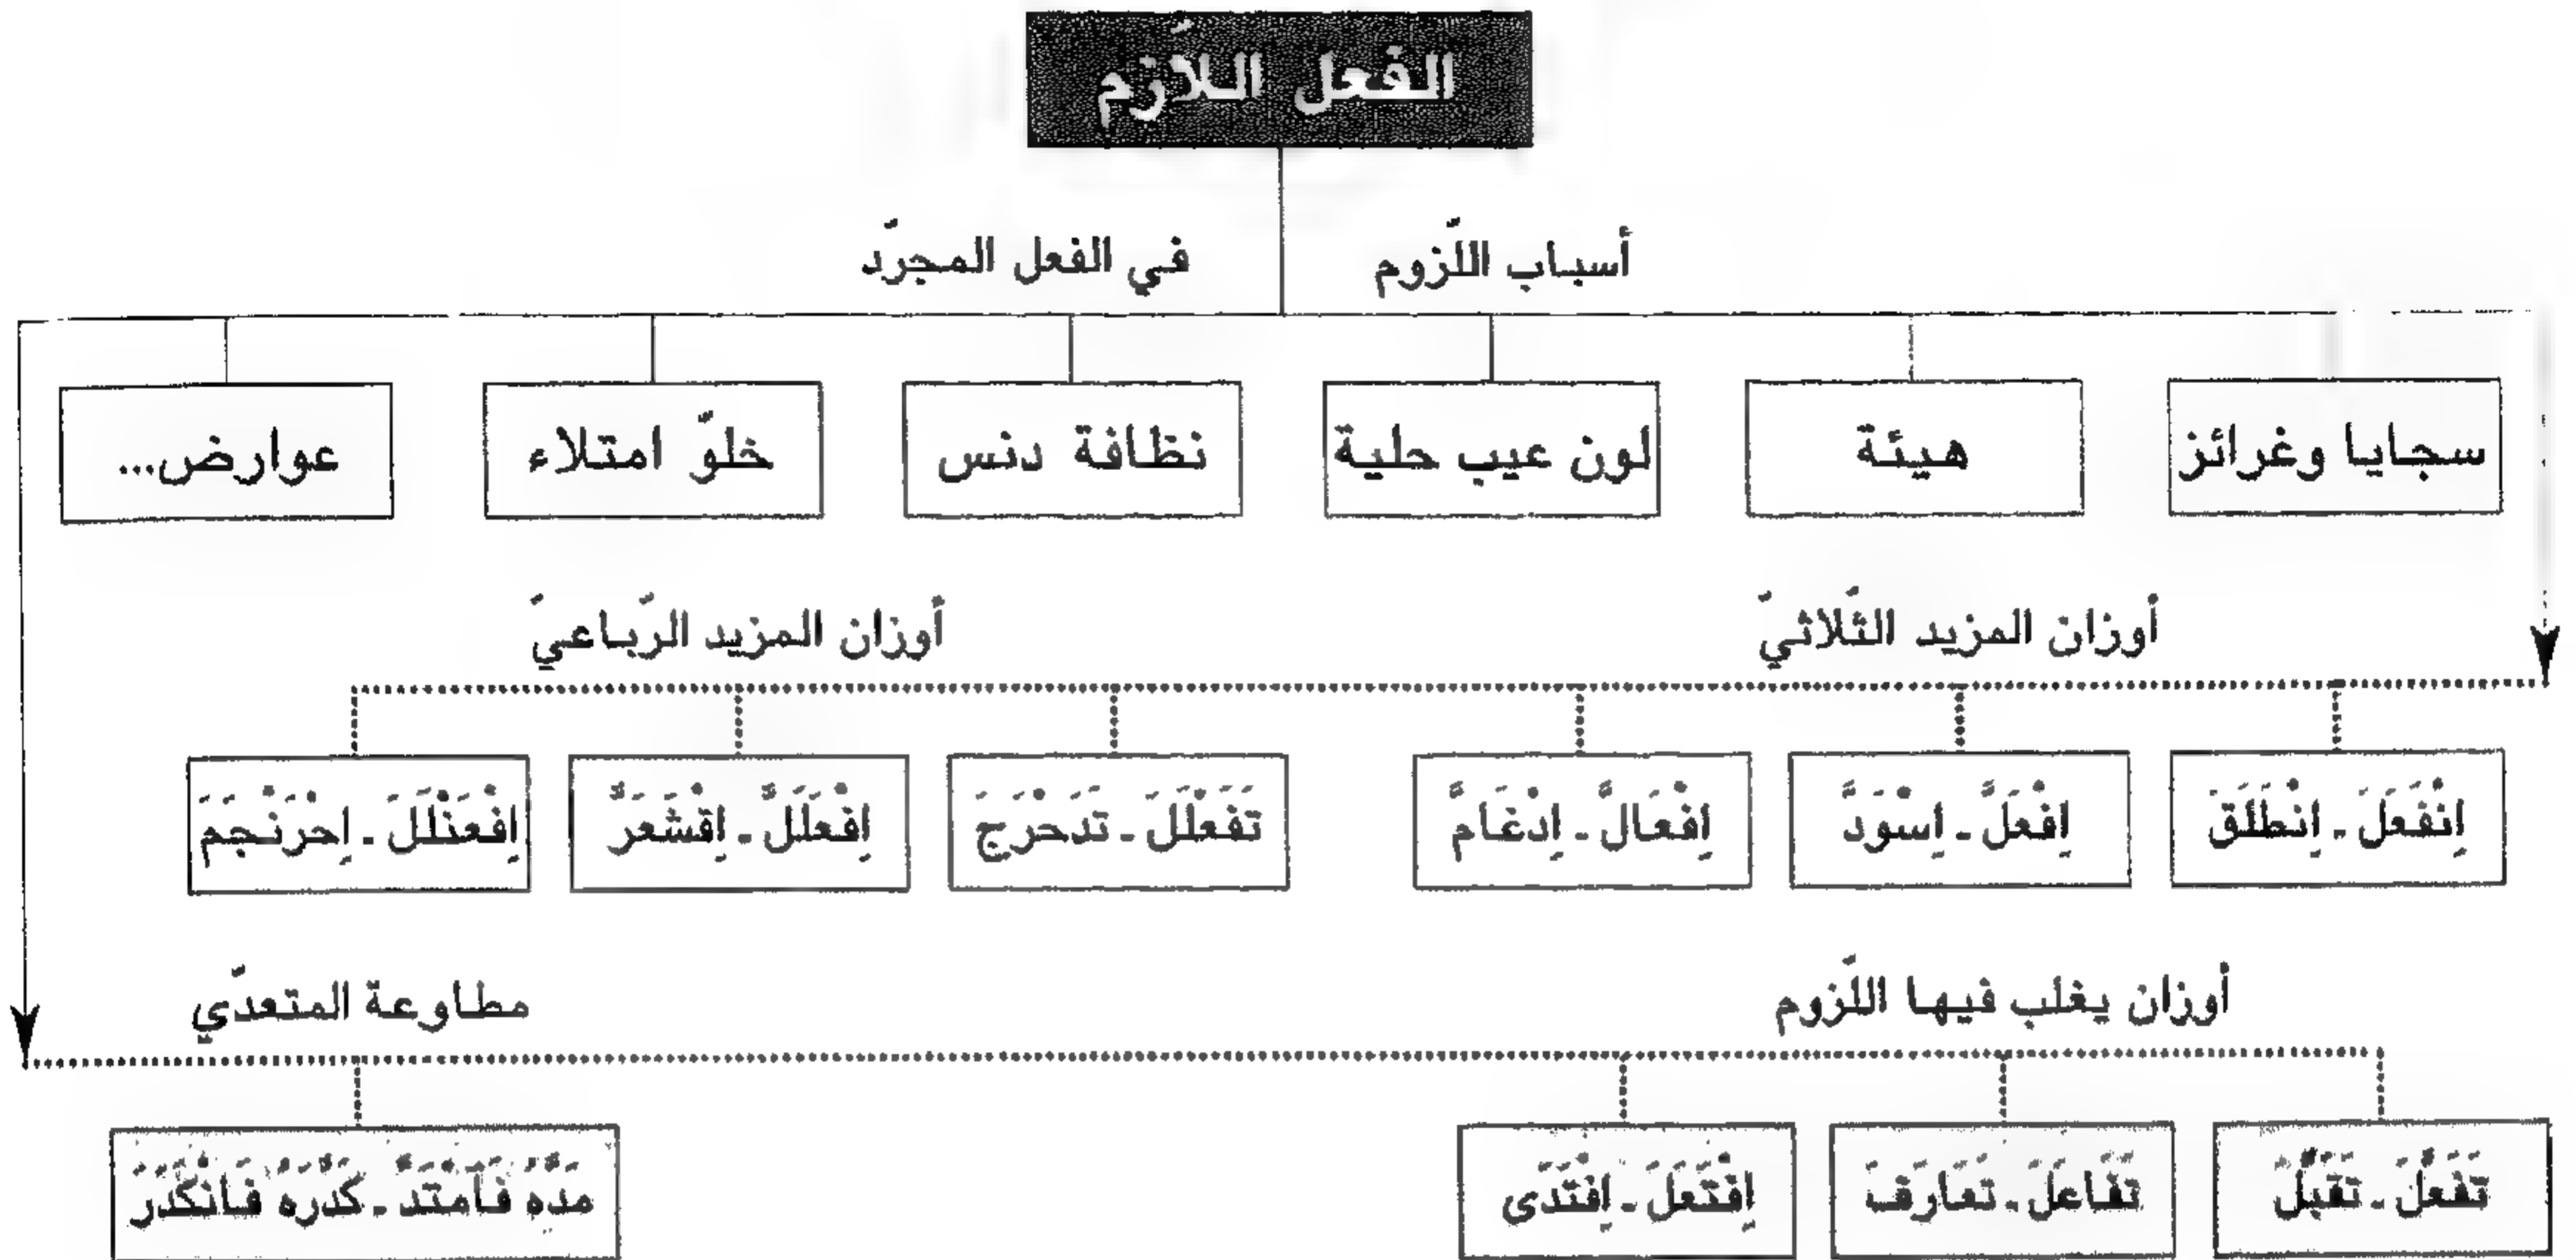 الفعل اللاّزم
أسباب اللّزوم في الفعل المجرّد
سجايا وغرائز هيئة لون عيب حلية نظافة دنس خلوّ امتلاء عوارض...
أوزان المزيد الثّلاثيّ أوزان المزيد الرّباعيّ
اِنْفَعَلَ - اِنْطَلَقَ اِفْعَلَّ - اِسْوَدَّ اِفْعَالَّ - اِدْغَامَّ تَفَعْلَلَ - تَدَحْرَجَ اِفْعَلَلَّ - اِقْشَعَرَّ اِفْعَنْلَلَ - اِحْرَنْجَمَ
أوزان يغلب فيها اللّزوم مطاوعة المتعدّي
تَفَعَّلَ - تَقَبَّلَ تَفَاعَلَ - تَعَارَفَ اِفْتَعَلَ - اِفْتَدَى مَدَّهُ فَامْتَدَّ - كَدَّرَهُ فَانْكَدَرَ